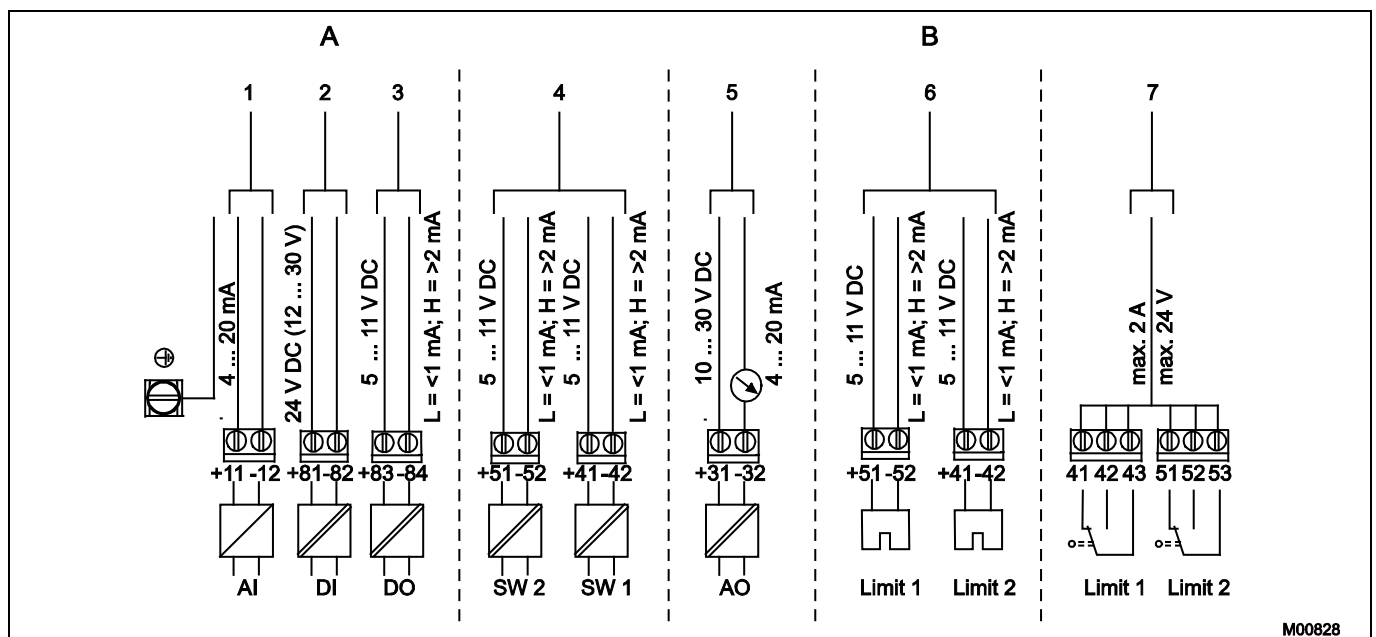 A B
1 2 3 4 5 6 7
4 ... 20 mA
24 V DC (12 ... 30 V)
5 ... 11 V DC
L = <1 mA; H = >2 mA
5 ... 11 V DC
L = <1 mA; H = >2 mA
5 ... 11 V DC
L = <1 mA; H = >2 mA
10 ... 30 V DC
4 ... 20 mA
5 ... 11 V DC
L = <1 mA; H = >2 mA
5 ... 11 V DC
L = <1 mA; H = >2 mA
max. 2 A
max. 24 V
+11 -12 +81-82 +83-84 +51-52 +41-42 +31-32 +51-52 +41-42 41 42 43 51 52 53
AI DI DO SW 2 SW 1 AO Limit 1 Limit 2 Limit 1 Limit 2
M00828